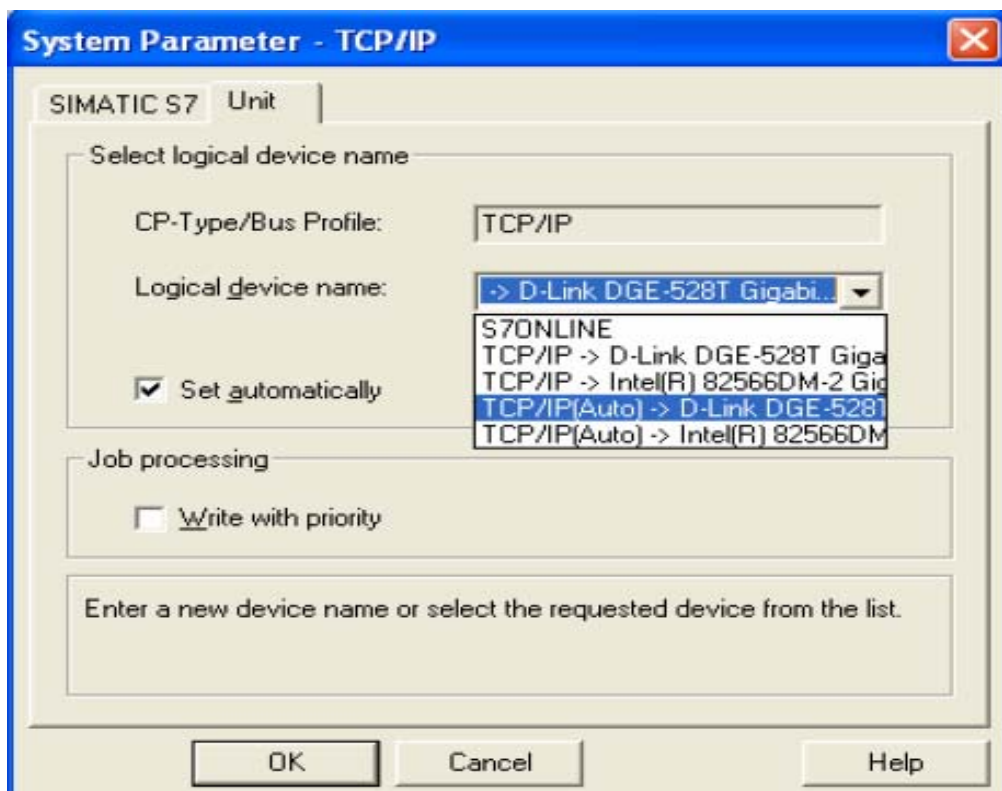 System Parameter - TCP/IP
SIMATIC S7 Unit
Select logical device name
CP-Type/Bus Profile: TCP/IP
Logical device name: -> D-Link DGE-528T Gigabi...
S7ONLINE
TCP/IP -> D-Link DGE-528T Giga
TCP/IP -> Intel(R) 82566DM-2 Gig
Set automatically
TCP/IP(Auto) -> D-Link DGE-528T
TCP/IP(Auto) -> Intel(R) 82566DM
Job processing
Write with priority
Enter a new device name or select the requested device from the list.
OK Cancel Help